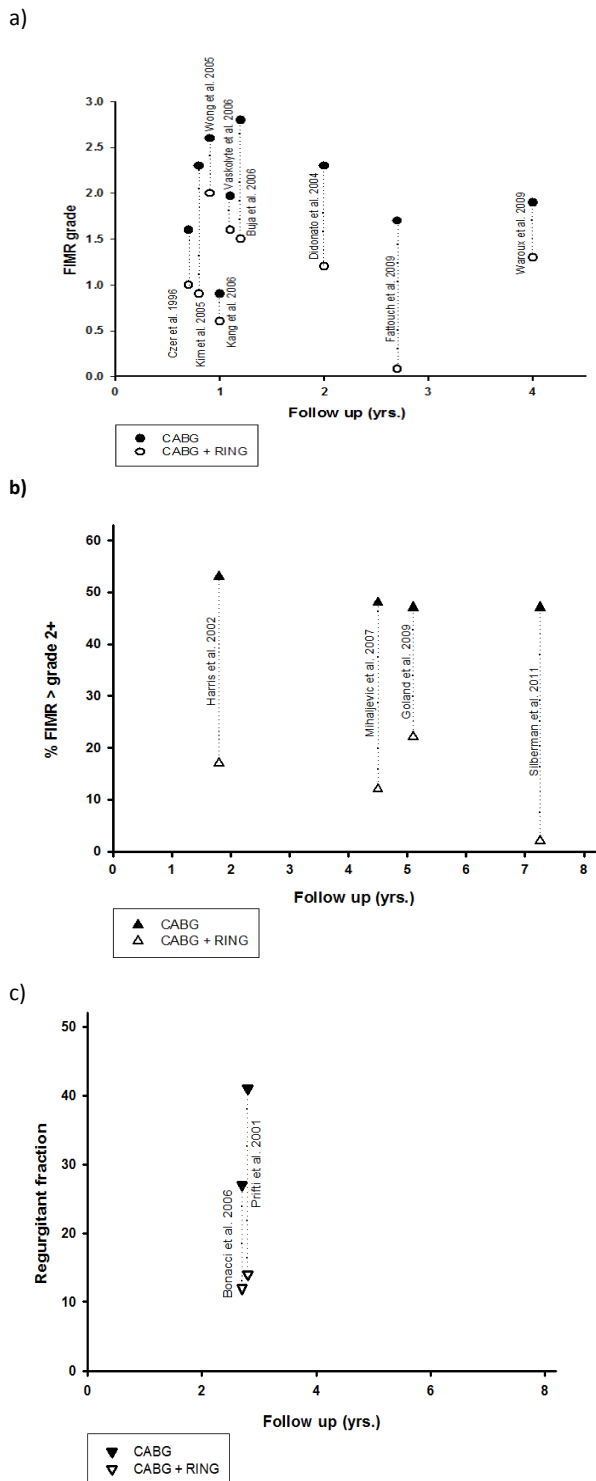 a)
3.0
2.5
2.0
1.5
1.0
0.5
0.0
FIMR grade
Czer et al. 1996
Kim et al. 2005
Wong et al. 2005
Kang et al. 2006
Vaskolyte et al. 2006
Buja et al. 2006
Didonato et al. 2004
Fattouch et al. 2009
Waroux et al. 2009
0 1 2 3 4
Follow up (yrs.)
CABG
CABG + RING
b)
60
50
40
30
20
10
0
% FIMR > grade 2+
Harris et al. 2002
Mihaljevic et al. 2007
Goland et al. 2009
Silberman et al. 2011
0 1 2 3 4 5 6 7 8
Follow up (yrs.)
CABG
CABG + RING
c)
50
40
30
20
10
0
Regurgitant fraction
Bonacci et al. 2006
Prifti et al. 2001
0 2 4 6 8
Follow up (yrs.)
CABG
CABG + RING